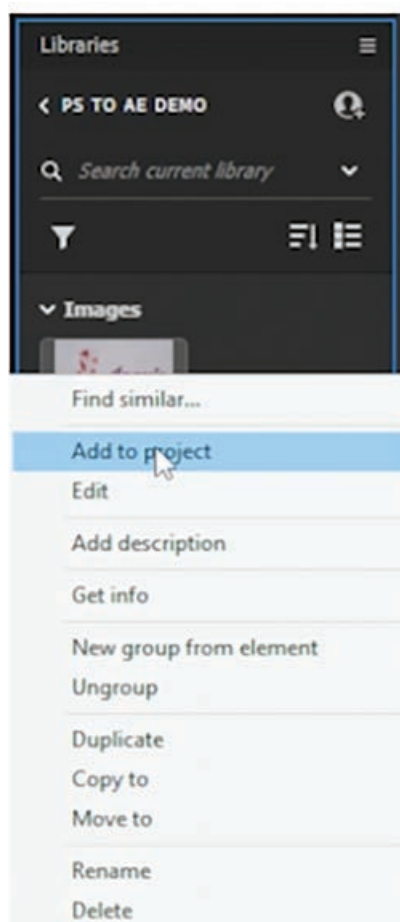 Libraries
PS TO AE DEMO
Search current library
Images
Find similar...
Add to project
Edit
Add description
Get info
New group from element
Ungroup
Duplicate
Copy to
Move to
Rename
Delete